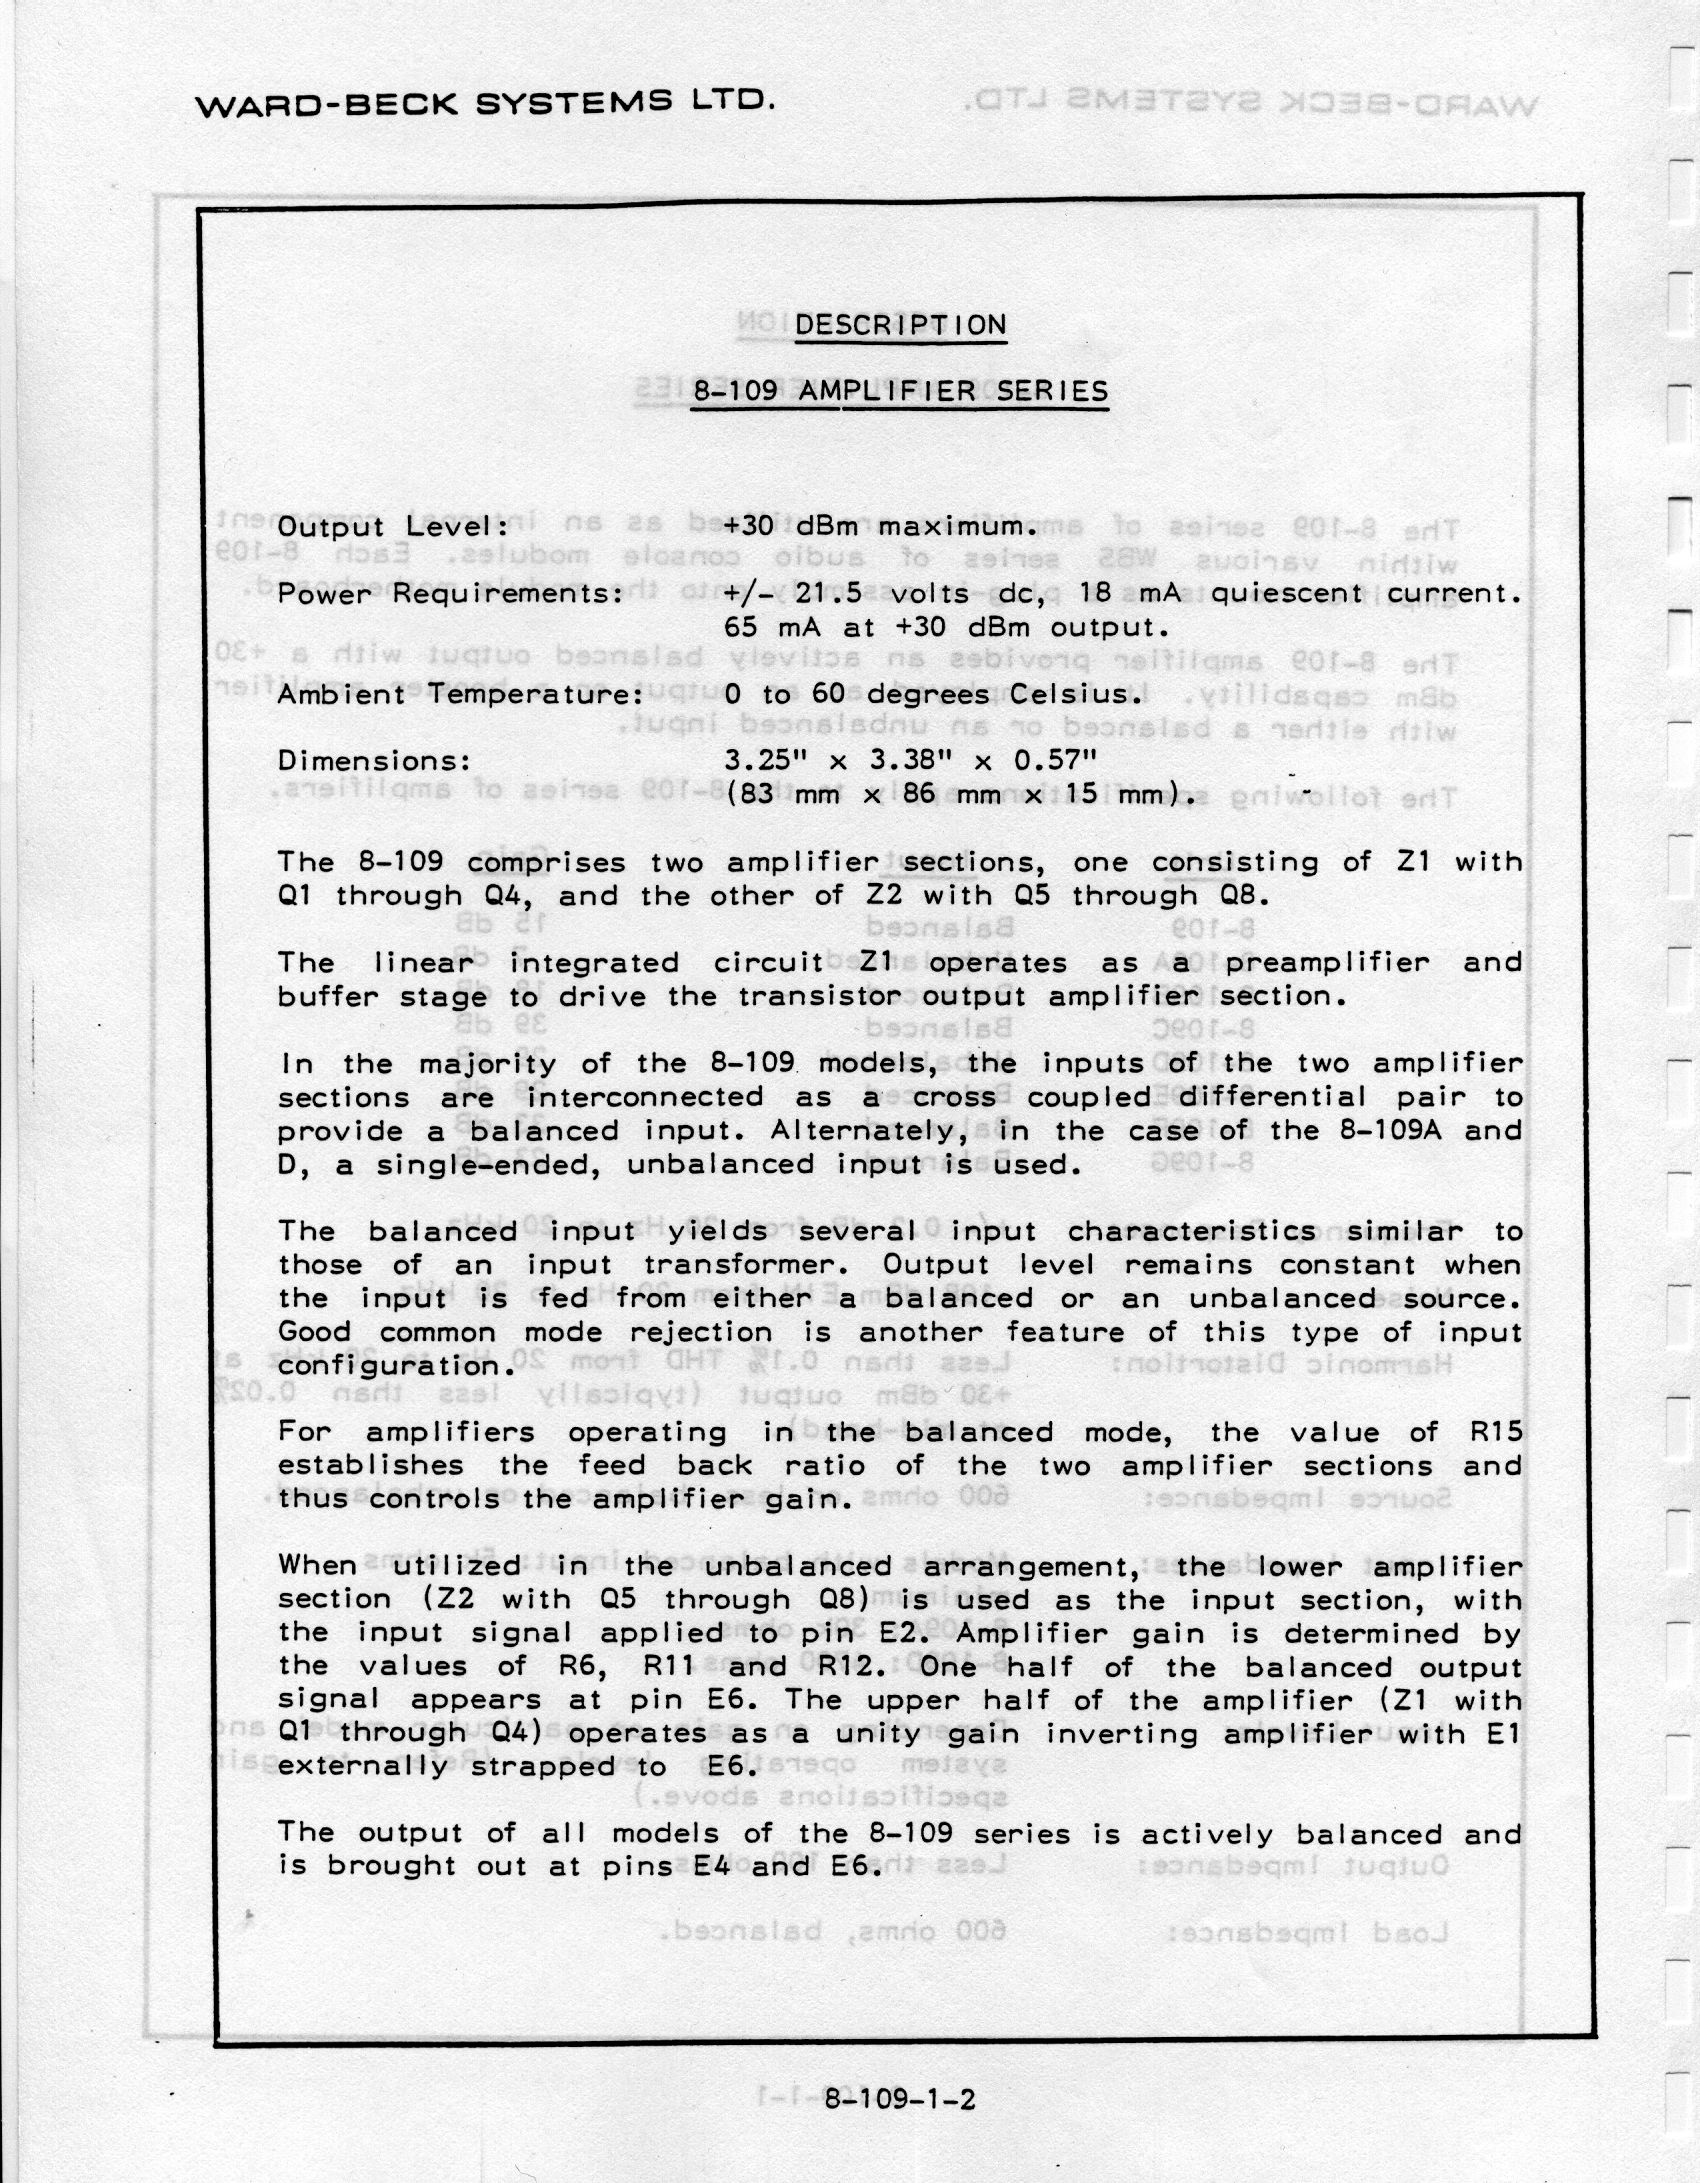 WARD-BECK SYSTEMS LTD.
DESCRIPTION
8-109 AMPLIFIER SERIES
Output Level: +30 dBm maximum.
Power Requirements: +/- 21.5 volts dc, 18 mA quiescent current.
65 mA at +30 dBm output.
Ambient Temperature: 0 to 60 degrees Celsius.
Dimensions: 3.25" x 3.38" x 0.57"
(83 mm x 86 mm x 15 mm).
The 8-109 comprises two amplifier sections, one consisting of Z1 with
Q1 through Q4, and the other of Z2 with Q5 through Q8.
The linear integrated circuit Z1 operates as a preamplifier and
buffer stage to drive the transistor output amplifier section.
In the majority of the 8-109 models, the inputs of the two amplifier
sections are interconnected as a cross coupled differential pair to
provide a balanced input. Alternately, in the case of the 8-109A and
D, a single-ended, unbalanced input is used.
The balanced input yields several input characteristics similar to
those of an input transformer. Output level remains constant when
the input is fed from either a balanced or an unbalanced source.
Good common mode rejection is another feature of this type of input
configuration.
For amplifiers operating in the balanced mode, the value of R15
establishes the feed back ratio of the two amplifier sections and
thus controls the amplifier gain.
When utilized in the unbalanced arrangement, the lower amplifier
section (Z2 with Q5 through Q8) is used as the input section, with
the input signal applied to pin E2. Amplifier gain is determined by
the values of R6, R11 and R12. One half of the balanced output
signal appears at pin E6. The upper half of the amplifier (Z1 with
Q1 through Q4) operates as a unity gain inverting amplifier with E1
externally strapped to E6.
The output of all models of the 8-109 series is actively balanced and
is brought out at pins E4 and E6.
8-109-1-2